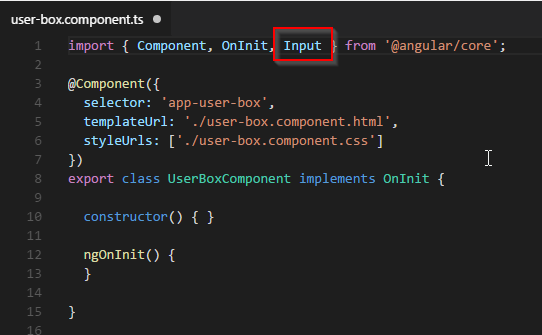 user-box.component.ts
1 import { Component, OnInit, Input } from '@angular/core';
2
3 @Component({
4 selector: 'app-user-box',
5 templateUrl: './user-box.component.html',
6 styleUrls: ['./user-box.component.css']
7 })
8 export class UserBoxComponent implements OnInit {
9
10 constructor() { }
11
12 ngOnInit() {
13 }
14
15 }
16